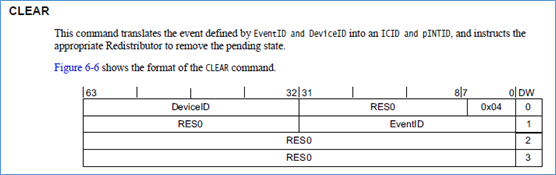 CLEAR
This command translates the event defined by EventID and DeviceID into an ICID and pINTID, and instructs the
appropriate Redistributor to remove the pending state.
Figure 6-6 shows the format of the CLEAR command.
63 32 31 8 7 0 DW
DeviceID RES0 0x04 0
RES0 EventID 1
RES0 2
RES0 3